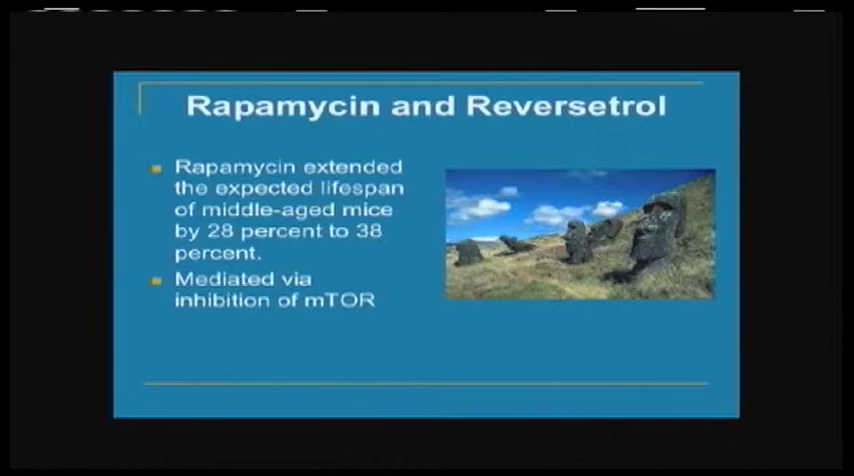 Rapamycin and Reversetrol
Rapamycin extended
the expected lifespan
of middle-aged mice
by 28 percent to 38
percent.
Mediated via
inhibition of mTOR